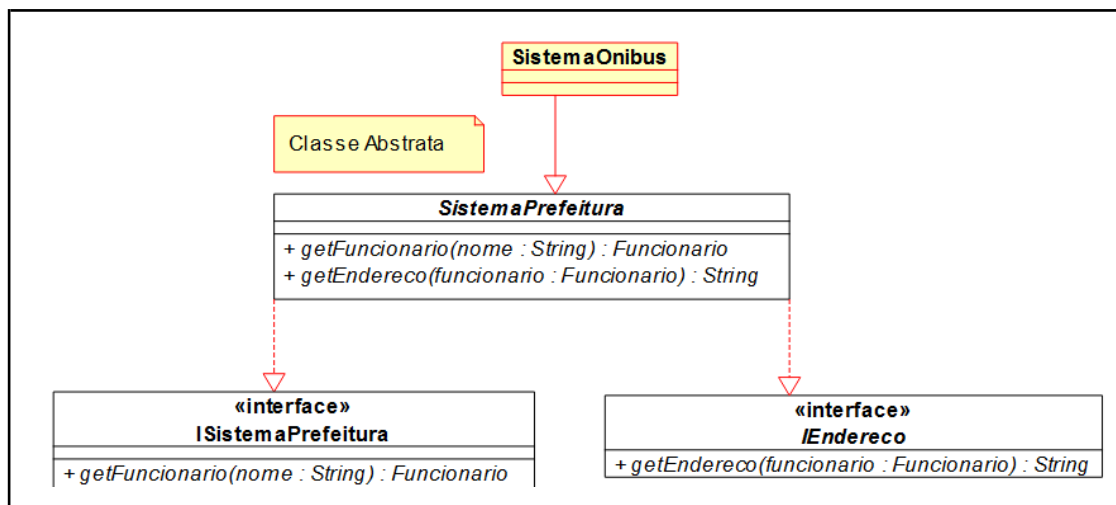 SistemaOnibus
Classe Abstrata
SistemaPrefeitura
+ getFuncionario(nome : String) : Funcionario
+ getEndereco(funcionario : Funcionario) : String
«interface»
ISistemaPrefeitura
+ getFuncionario(nome : String) : Funcionario
«interface»
IEndereco
+ getEndereco(funcionario : Funcionario) : String